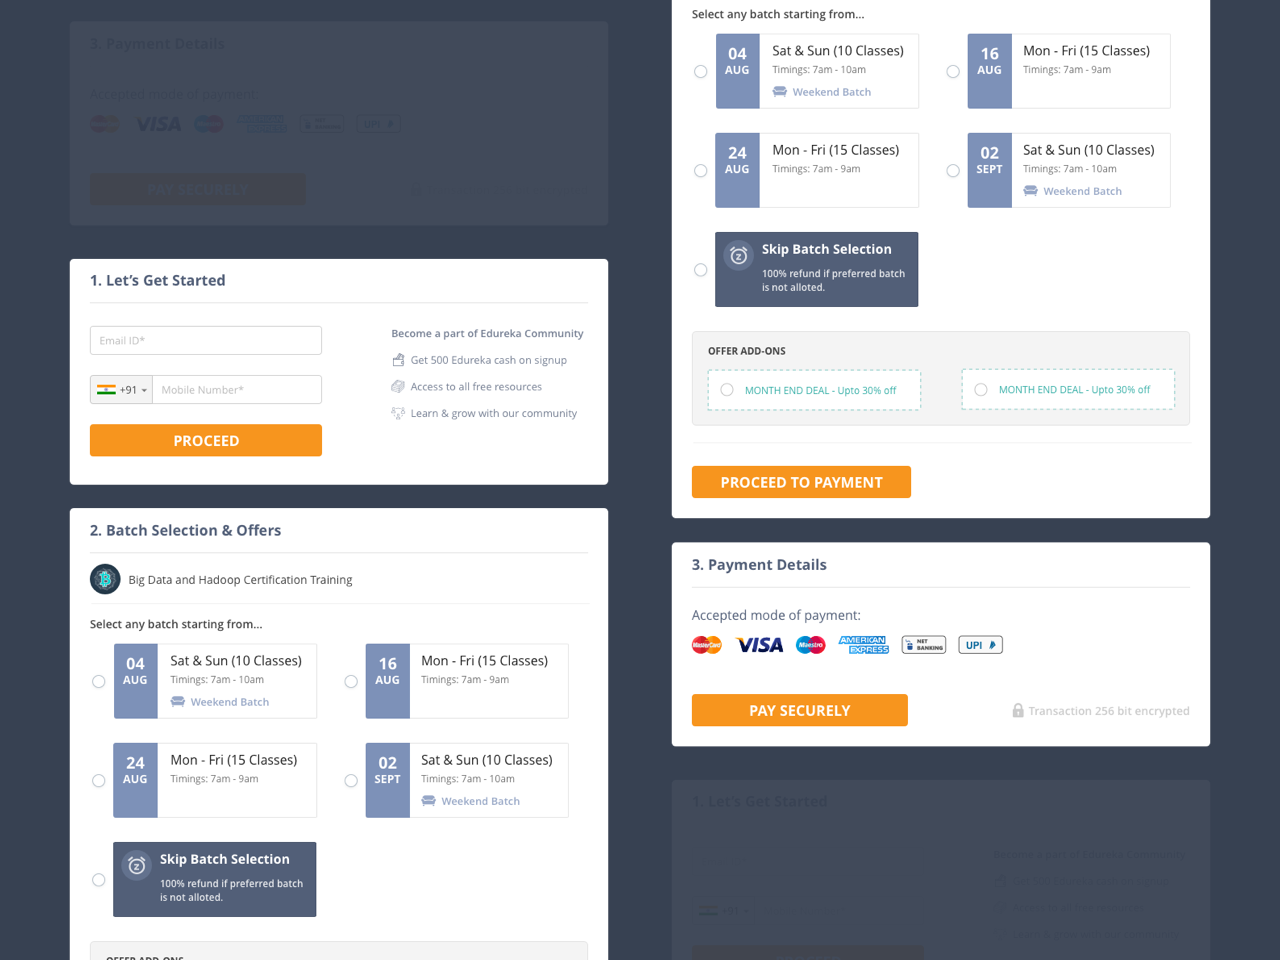 3. Payment Details
Accepted mode of payment:
MasterCard VISA Maestro AMERICAN EXPRESS NET BANKING UPI
PAY SECURELY
1. Let’s Get Started
Email ID*
+91 Mobile Number*
PROCEED
Become a part of Edureka Community
Get 500 Edureka cash on signup
Access to all free resources
Learn & grow with our community
2. Batch Selection & Offers
Big Data and Hadoop Certification Training
Select any batch starting from...
04 AUG
Sat & Sun (10 Classes)
Timings: 7am - 10am
Weekend Batch
16 AUG
Mon - Fri (15 Classes)
Timings: 7am - 9am
24 AUG
Mon - Fri (15 Classes)
Timings: 7am - 9am
02 SEPT
Sat & Sun (10 Classes)
Timings: 7am - 10am
Weekend Batch
Skip Batch Selection
100% refund if preferred batch
is not alloted.
OFFER ADD-ONS
Select any batch starting from...
04 AUG
Sat & Sun (10 Classes)
Timings: 7am - 10am
Weekend Batch
16 AUG
Mon - Fri (15 Classes)
Timings: 7am - 9am
24 AUG
Mon - Fri (15 Classes)
Timings: 7am - 9am
02 SEPT
Sat & Sun (10 Classes)
Timings: 7am - 10am
Weekend Batch
Skip Batch Selection
100% refund if preferred batch
is not alloted.
OFFER ADD-ONS
MONTH END DEAL - Upto 30% off
MONTH END DEAL - Upto 30% off
PROCEED TO PAYMENT
3. Payment Details
Accepted mode of payment:
MasterCard VISA Maestro AMERICAN EXPRESS NET BANKING UPI
PAY SECURELY
Transaction 256 bit encrypted
1. Let’s Get Started
Become a part of Edureka Community
+91